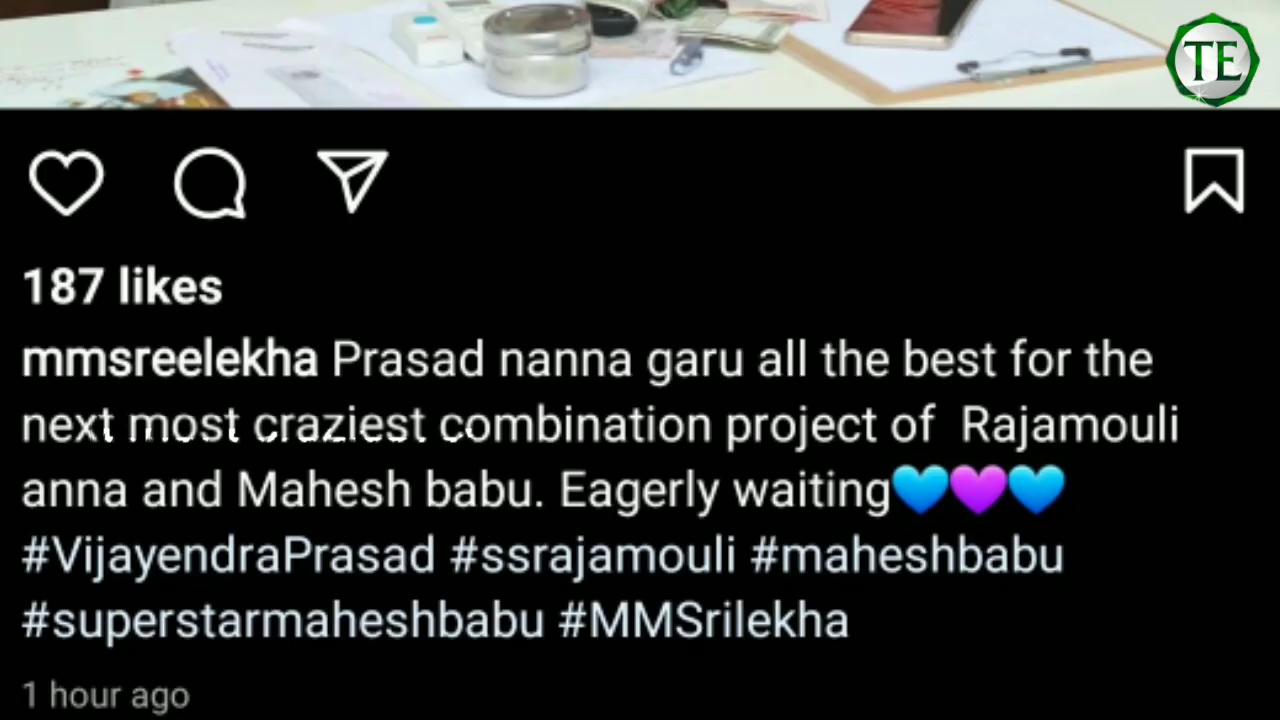 TE
187 likes
mmsreelekha Prasad nanna garu all the best for the
next most craziest combination project of Rajamouli
anna and Mahesh babu. Eagerly waiting💙💜💙
#VijayendraPrasad #ssrajamouli #maheshbabu
#superstarmaheshbabu #MMSrilekha
1 hour ago